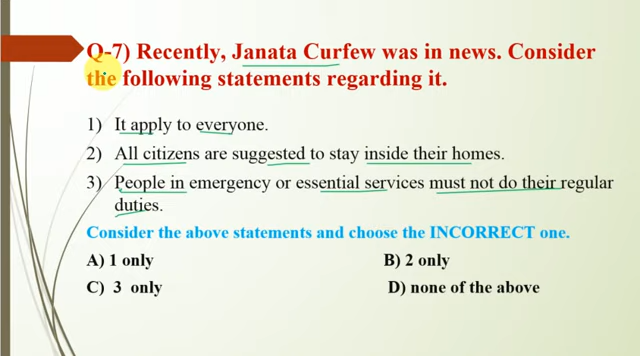 Q-7) Recently, Janata Curfew was in news. Consider
the following statements regarding it.
1) It apply to everyone.
2) All citizens are suggested to stay inside their homes.
3) People in emergency or essential services must not do their regular
duties.
Consider the above statements and choose the INCORRECT one.
A) 1 only B) 2 only
C) 3 only D) none of the above